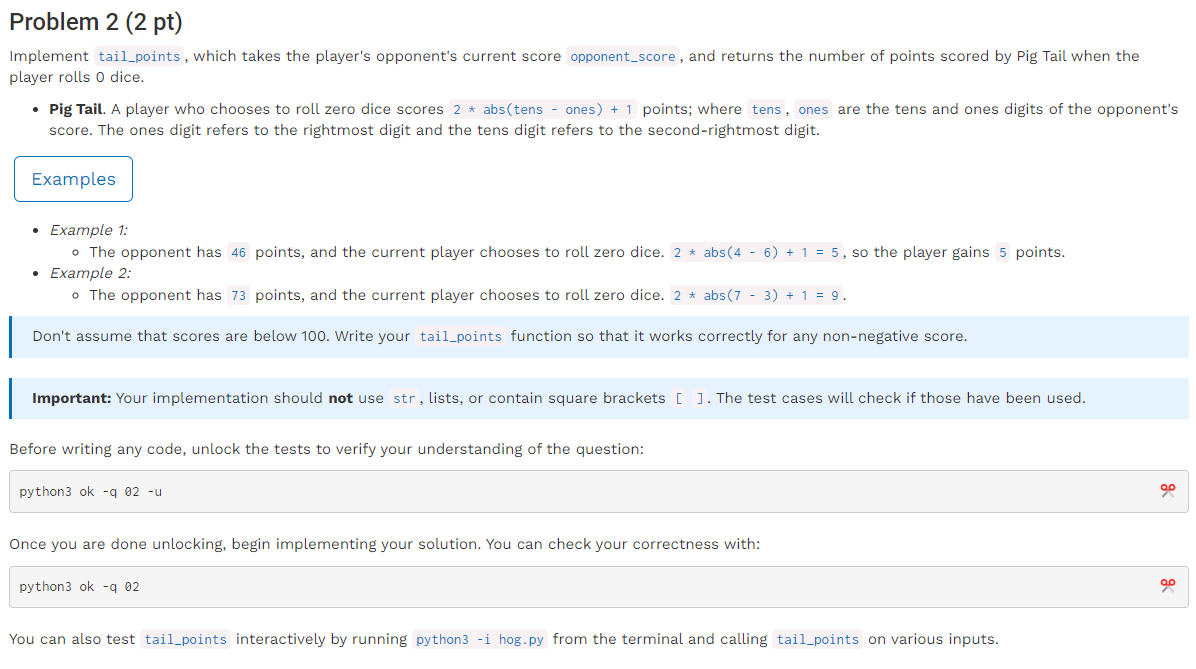 Problem 2 (2 pt)
Implement tail_points, which takes the player's opponent's current score opponent_score, and returns the number of points scored by Pig Tail when the
player rolls 0 dice.
• Pig Tail. A player who chooses to roll zero dice scores 2 * abs(tens - ones) + 1 points; where tens, ones are the tens and ones digits of the opponent's
score. The ones digit refers to the rightmost digit and the tens digit refers to the second-rightmost digit.
Examples
• Example 1:
◦ The opponent has 46 points, and the current player chooses to roll zero dice. 2 * abs(4 - 6) + 1 = 5, so the player gains 5 points.
• Example 2:
◦ The opponent has 73 points, and the current player chooses to roll zero dice. 2 * abs(7 - 3) + 1 = 9.
Don't assume that scores are below 100. Write your tail_points function so that it works correctly for any non-negative score.
Important: Your implementation should not use str, lists, or contain square brackets [ ]. The test cases will check if those have been used.
Before writing any code, unlock the tests to verify your understanding of the question:
python3 ok -q 02 -u
Once you are done unlocking, begin implementing your solution. You can check your correctness with:
python3 ok -q 02
You can also test tail_points interactively by running python3 -i hog.py from the terminal and calling tail_points on various inputs.